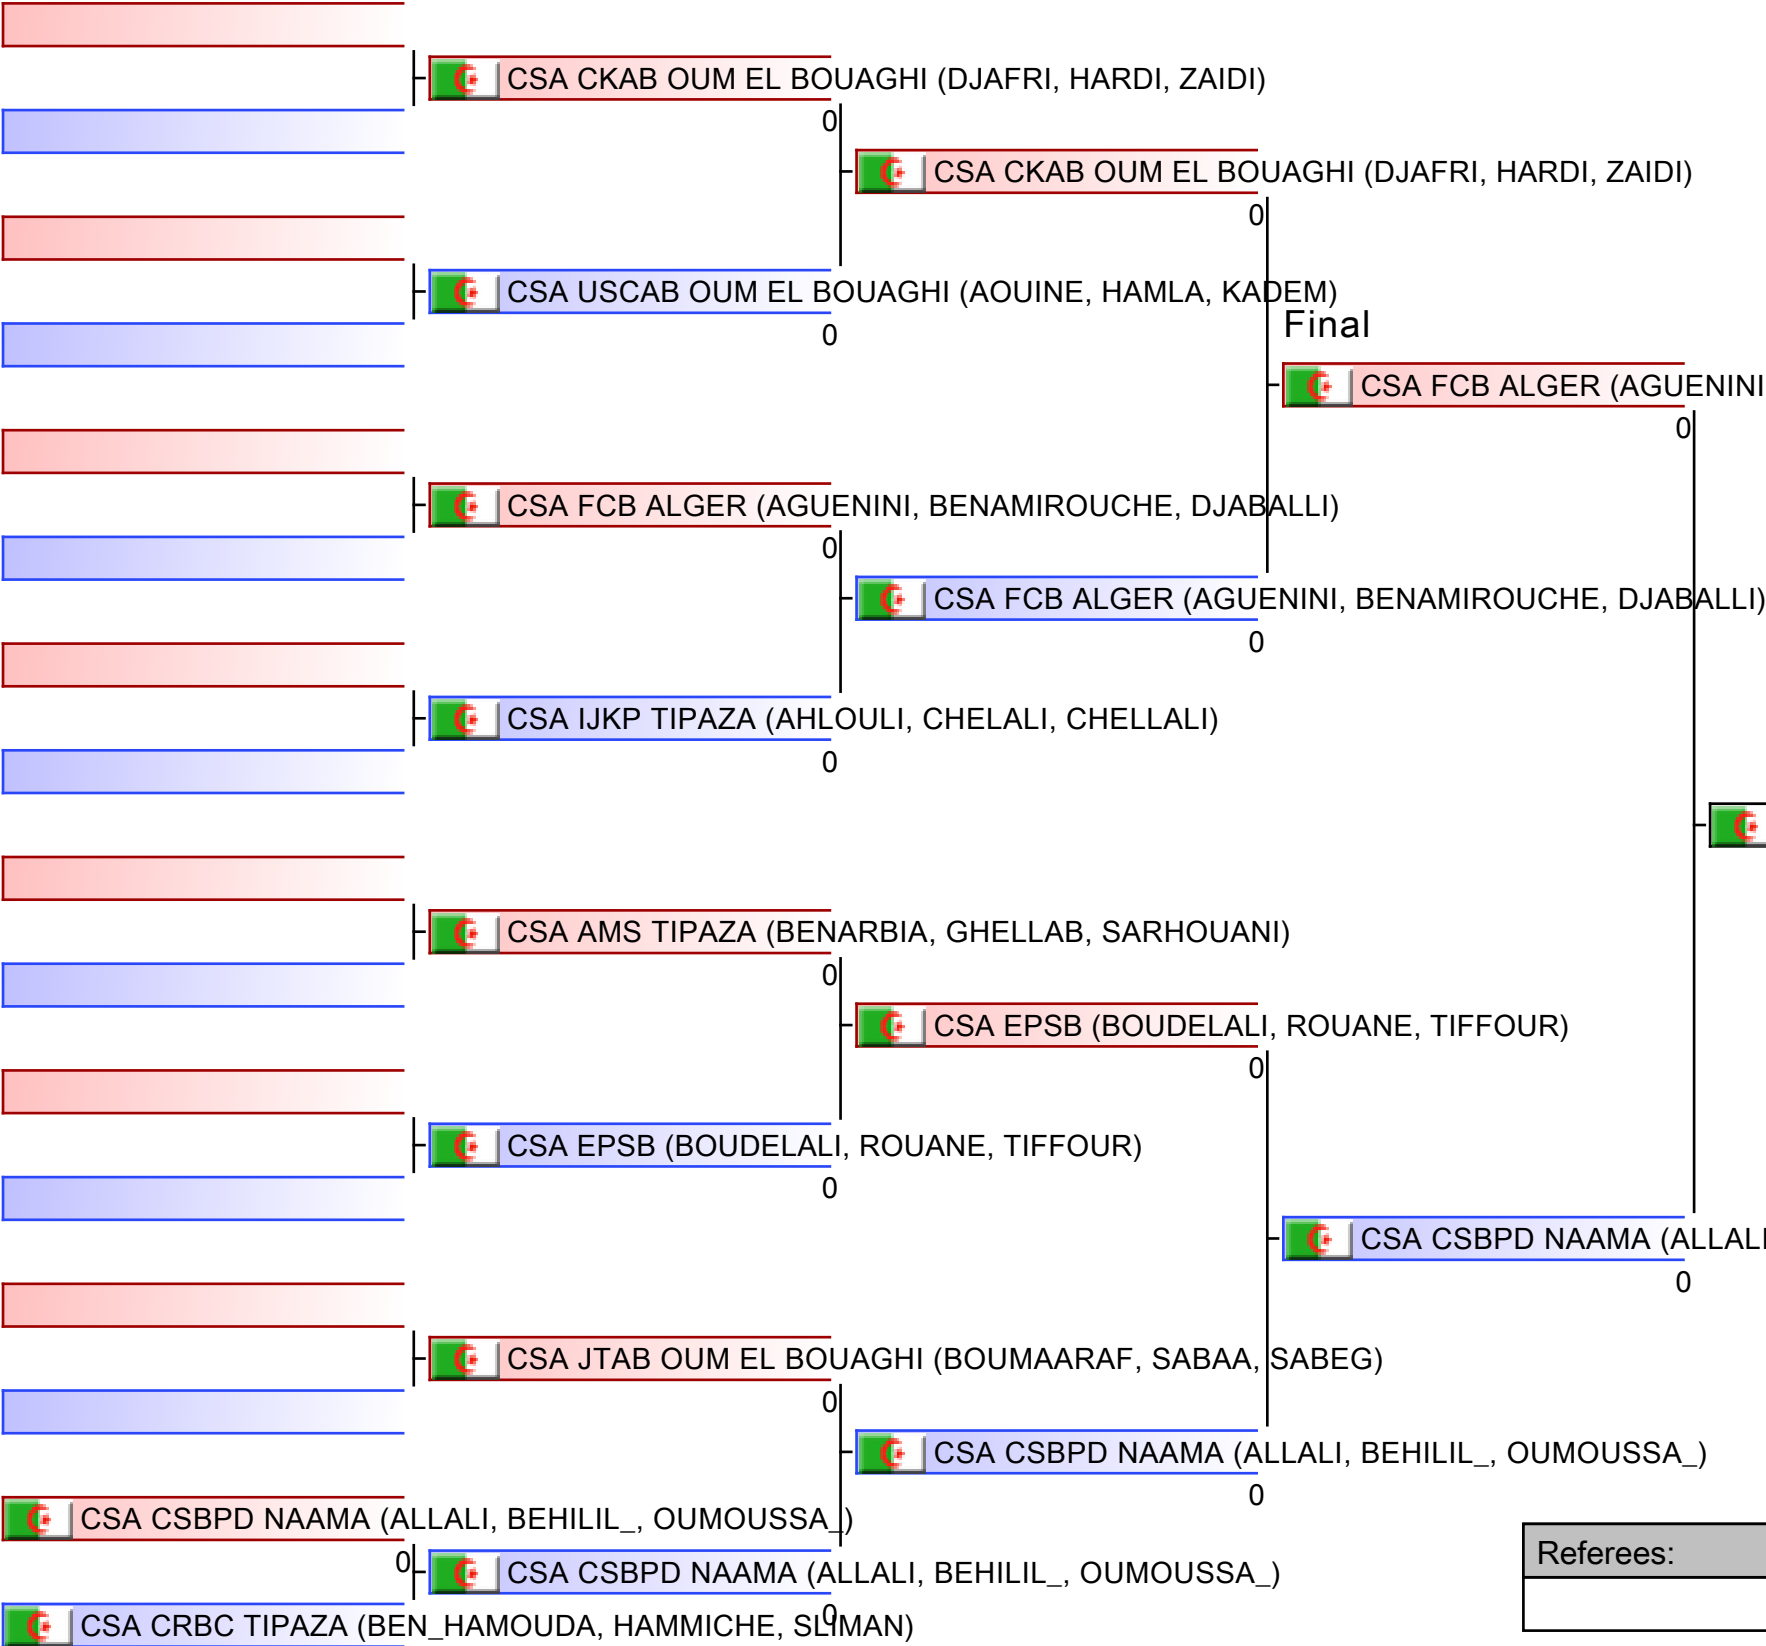 CSA CKAB OUM EL BOUAGHI (DJAFRI, HARDI, ZAIDI)
0
CSA CKAB OUM EL BOUAGHI (DJAFRI, HARDI, ZAIDI)
0
CSA USCAB OUM EL BOUAGHI (AOUINE, HAMLA, KADEM)
0
Final
CSA FCB ALGER (AGUENINI
0
CSA FCB ALGER (AGUENINI, BENAMIROUCHE, DJABALLI)
0
CSA FCB ALGER (AGUENINI, BENAMIROUCHE, DJABALLI)
0
CSA IJKP TIPAZA (AHLOULI, CHELALI, CHELLALI)
0
CSA AMS TIPAZA (BENARBIA, GHELLAB, SARHOUANI)
0
CSA EPSB (BOUDELALI, ROUANE, TIFFOUR)
0
CSA EPSB (BOUDELALI, ROUANE, TIFFOUR)
0
CSA CSBPD NAAMA (ALLALI
0
CSA JTAB OUM EL BOUAGHI (BOUMAARAF, SABAA, SABEG)
0
CSA CSBPD NAAMA (ALLALI, BEHILIL_, OUMOUSSA_)
0
CSA CSBPD NAAMA (ALLALI, BEHILIL_, OUMOUSSA_)
0
Referees:
CSA CSBPD NAAMA (ALLALI, BEHILIL_, OUMOUSSA_)
0
CSA CRBC TIPAZA (BEN_HAMOUDA, HAMMICHE, SLIMAN)